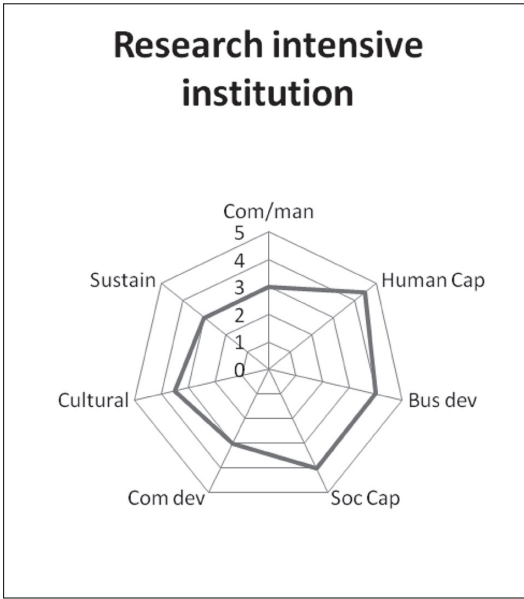 Research intensive
institution
Com/man
5
4
3
2
1
0
Human Cap
Bus dev
Soc Cap
Com dev
Cultural
Sustain